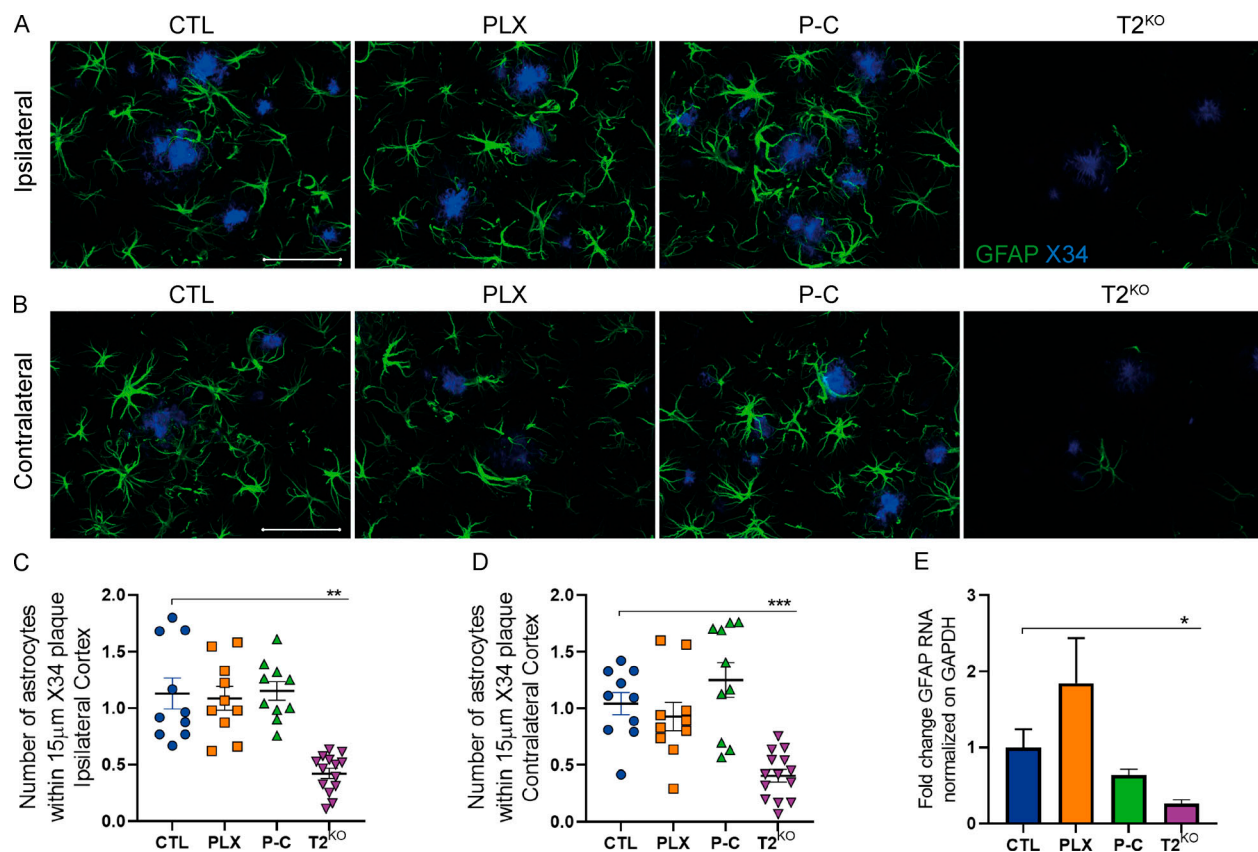 A
CTL PLX P-C T2KO
Ipsilateral
GFAP X34
B
CTL PLX P-C T2KO
Contralateral
C
Number of astrocytes
within 15μm X34 plaque
Ipsilateral Cortex
2.0
1.5
1.0
0.5
0.0
**
CTL PLX P-C T2KO
D
Number of astrocytes
within 15μm X34 plaque
Contralateral Cortex
2.0
1.5
1.0
0.5
0.0
***
CTL PLX P-C T2KO
E
Fold change GFAP RNA
normalized on GAPDH
3
2
1
0
*
CTL PLX P-C T2KO